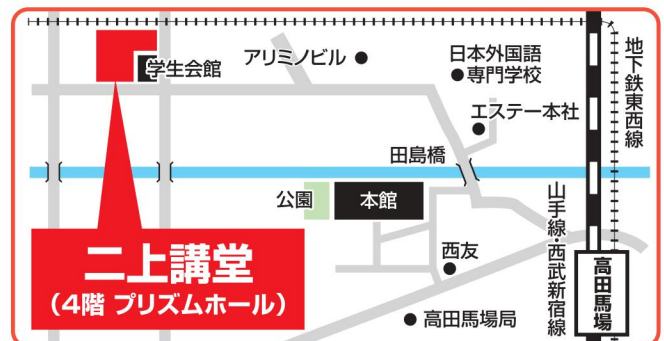 学生会館
アリミノビル
日本外国語
専門学校
エステー本社
地下鉄東西線
田島橋
公園
本館
山手線・西武新宿線
二上講堂
(4階 プリズムホール)
西友
高田馬場
高田馬場局